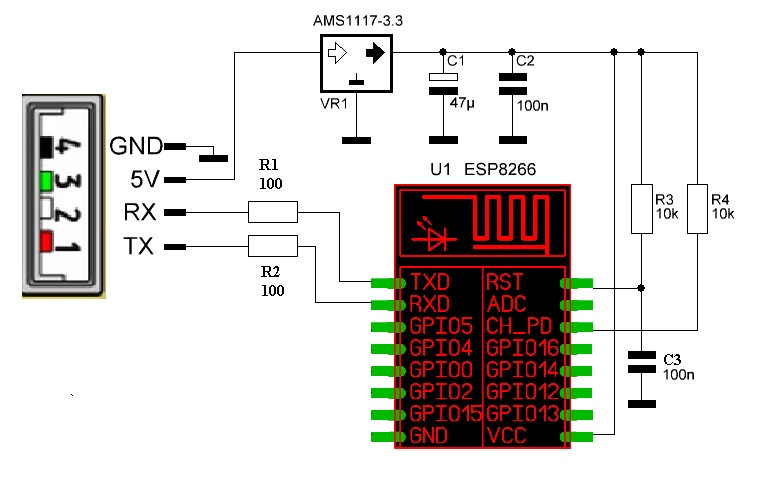 AMS1117-3.3
VR1
C1
47µ
C2
100n
GND
5V
RX
TX
4
3
2
1
R1
100
R2
100
U1 ESP8266
R3
10k
R4
10k
TXD RST
RXD ADC
GPIO5 CH_PD
GPIO4 GPIO16
GPIO0 GPIO14
GPIO2 GPIO12
GPIO15 GPIO13
GND VCC
C3
100n